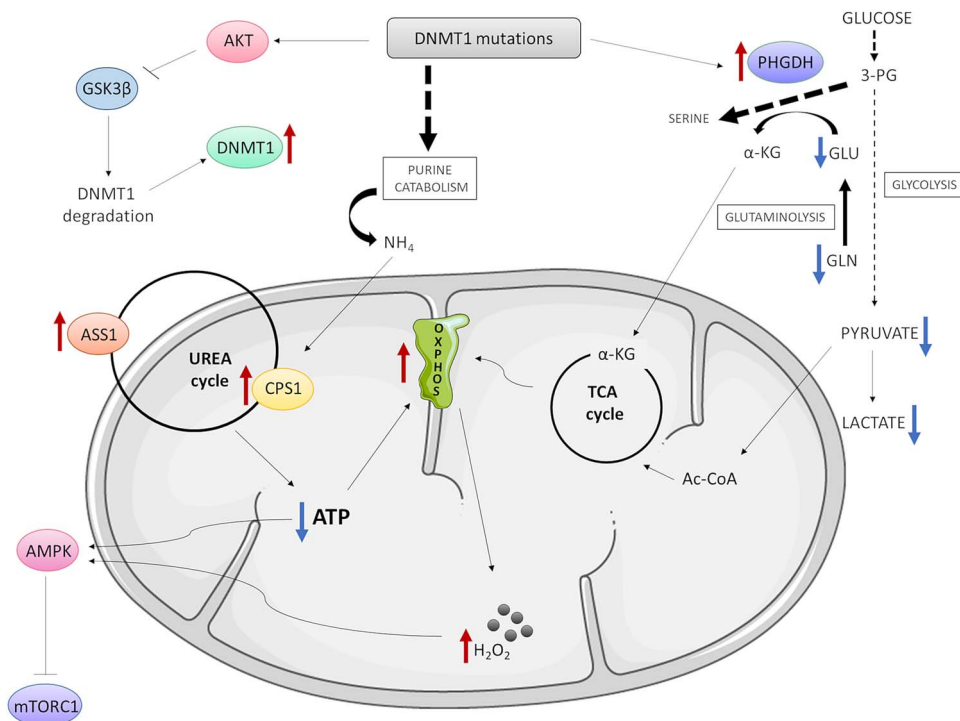 DNMT1 mutations
AKT
GSK3β
DNMT1
DNMT1
degradation
PURINE
CATABOLISM
NH₄
GLUCOSE
PHGDH
3-PG
SERINE
α-KG
GLU
GLYCOLYSIS
GLUTAMINOLYSIS
GLN
PYRUVATE
LACTATE
ASS1
UREA
cycle
CPS1
OXPHOS
α-KG
TCA
cycle
Ac-CoA
ATP
AMPK
H₂O₂
mTORC1